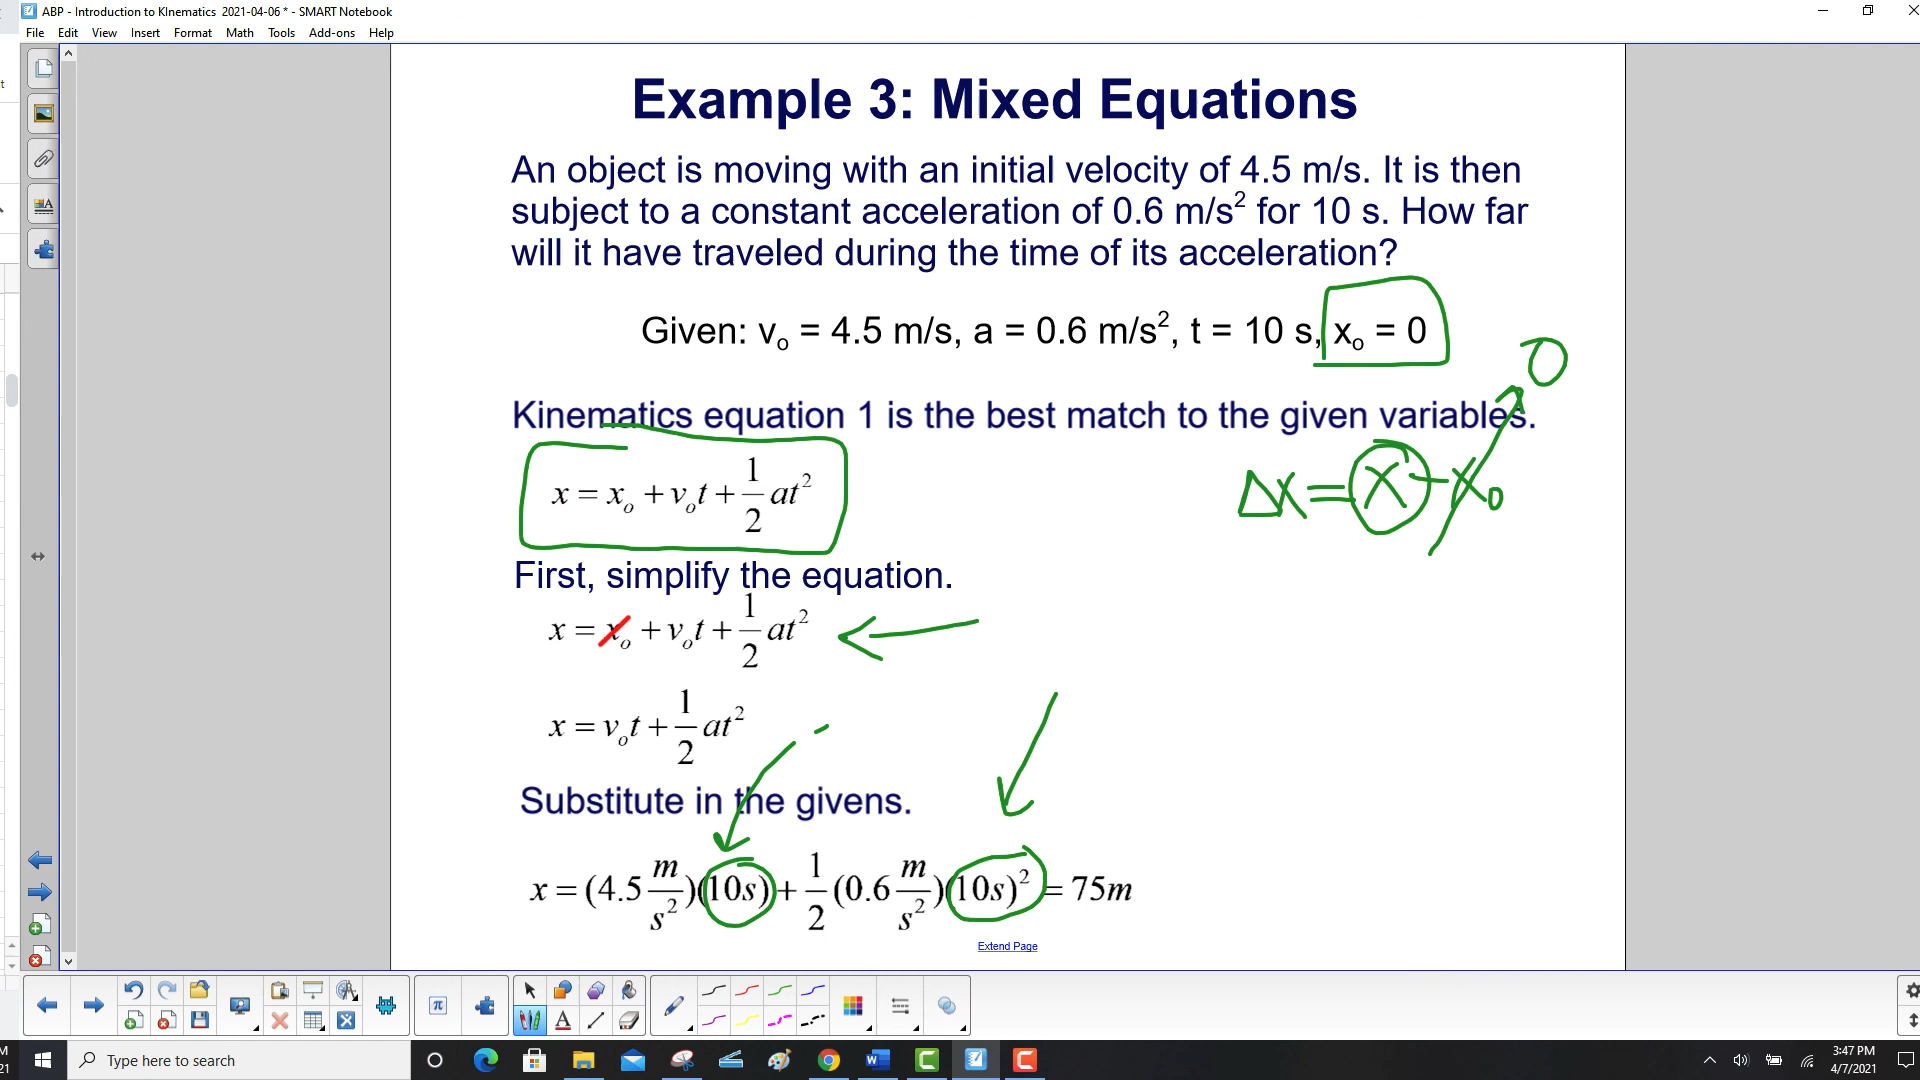 ABP - Introduction to KInematics  2021-04-06 * - SMART Notebook
File Edit View Insert Format Math Tools Add-ons Help
Example 3: Mixed Equations
An object is moving with an initial velocity of 4.5 m/s. It is then
subject to a constant acceleration of 0.6 m/s² for 10 s. How far
will it have traveled during the time of its acceleration?
Given: vₒ = 4.5 m/s, a = 0.6 m/s², t = 10 s, xₒ = 0
0
Kinematics equation 1 is the best match to the given variables.
x = xₒ + vₒt + 1/2 at²
Δx = x - x₀
First, simplify the equation.
x = xₒ + vₒt + 1/2 at²
x = vₒt + 1/2 at²
Substitute in the givens.
x = (4.5 m/s²)(10s) + 1/2 (0.6 m/s²)(10s)² = 75m
Extend Page
Type here to search
3:47 PM
4/7/2021